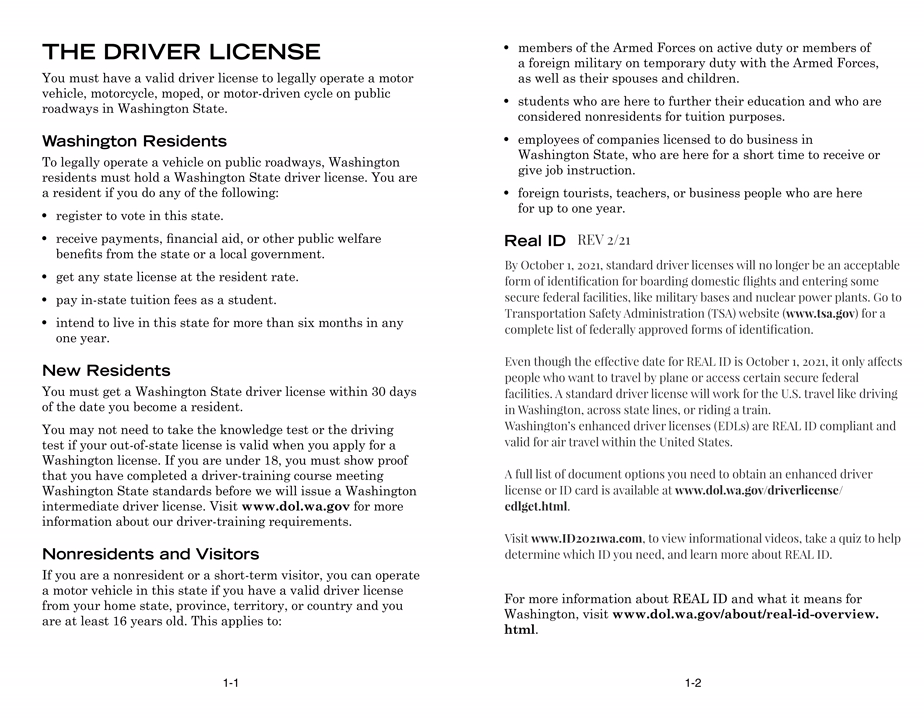 THE DRIVER LICENSE
You must have a valid driver license to legally operate a motor
vehicle, motorcycle, moped, or motor-driven cycle on public
roadways in Washington State.
Washington Residents
To legally operate a vehicle on public roadways, Washington
residents must hold a Washington State driver license. You are
a resident if you do any of the following:
• register to vote in this state.
• receive payments, financial aid, or other public welfare
benefits from the state or a local government.
• get any state license at the resident rate.
• pay in-state tuition fees as a student.
• intend to live in this state for more than six months in any
one year.
New Residents
You must get a Washington State driver license within 30 days
of the date you become a resident.
You may not need to take the knowledge test or the driving
test if your out-of-state license is valid when you apply for a
Washington license. If you are under 18, you must show proof
that you have completed a driver-training course meeting
Washington State standards before we will issue a Washington
intermediate driver license. Visit www.dol.wa.gov for more
information about our driver-training requirements.
Nonresidents and Visitors
If you are a nonresident or a short-term visitor, you can operate
a motor vehicle in this state if you have a valid driver license
from your home state, province, territory, or country and you
are at least 16 years old. This applies to:
1-1
• members of the Armed Forces on active duty or members of
a foreign military on temporary duty with the Armed Forces,
as well as their spouses and children.
• students who are here to further their education and who are
considered nonresidents for tuition purposes.
• employees of companies licensed to do business in
Washington State, who are here for a short time to receive or
give job instruction.
• foreign tourists, teachers, or business people who are here
for up to one year.
Real ID REV 2/21
By October 1, 2021, standard driver licenses will no longer be an acceptable
form of identification for boarding domestic flights and entering some
secure federal facilities, like military bases and nuclear power plants. Go to
Transportation Safety Administration (TSA) website (www.tsa.gov) for a
complete list of federally approved forms of identification.
Even though the effective date for REAL ID is October 1, 2021, it only affects
people who want to travel by plane or access certain secure federal
facilities. A standard driver license will work for the U.S. travel like driving
in Washington, across state lines, or riding a train.
Washington's enhanced driver licenses (EDLs) are REAL ID compliant and
valid for air travel within the United States.
A full list of document options you need to obtain an enhanced driver
license or ID card is available at www.dol.wa.gov/driverlicense/
edlget.html.
Visit www.ID2021wa.com, to view informational videos, take a quiz to help
determine which ID you need, and learn more about REAL ID.
For more information about REAL ID and what it means for
Washington, visit www.dol.wa.gov/about/real-id-overview.
html.
1-2